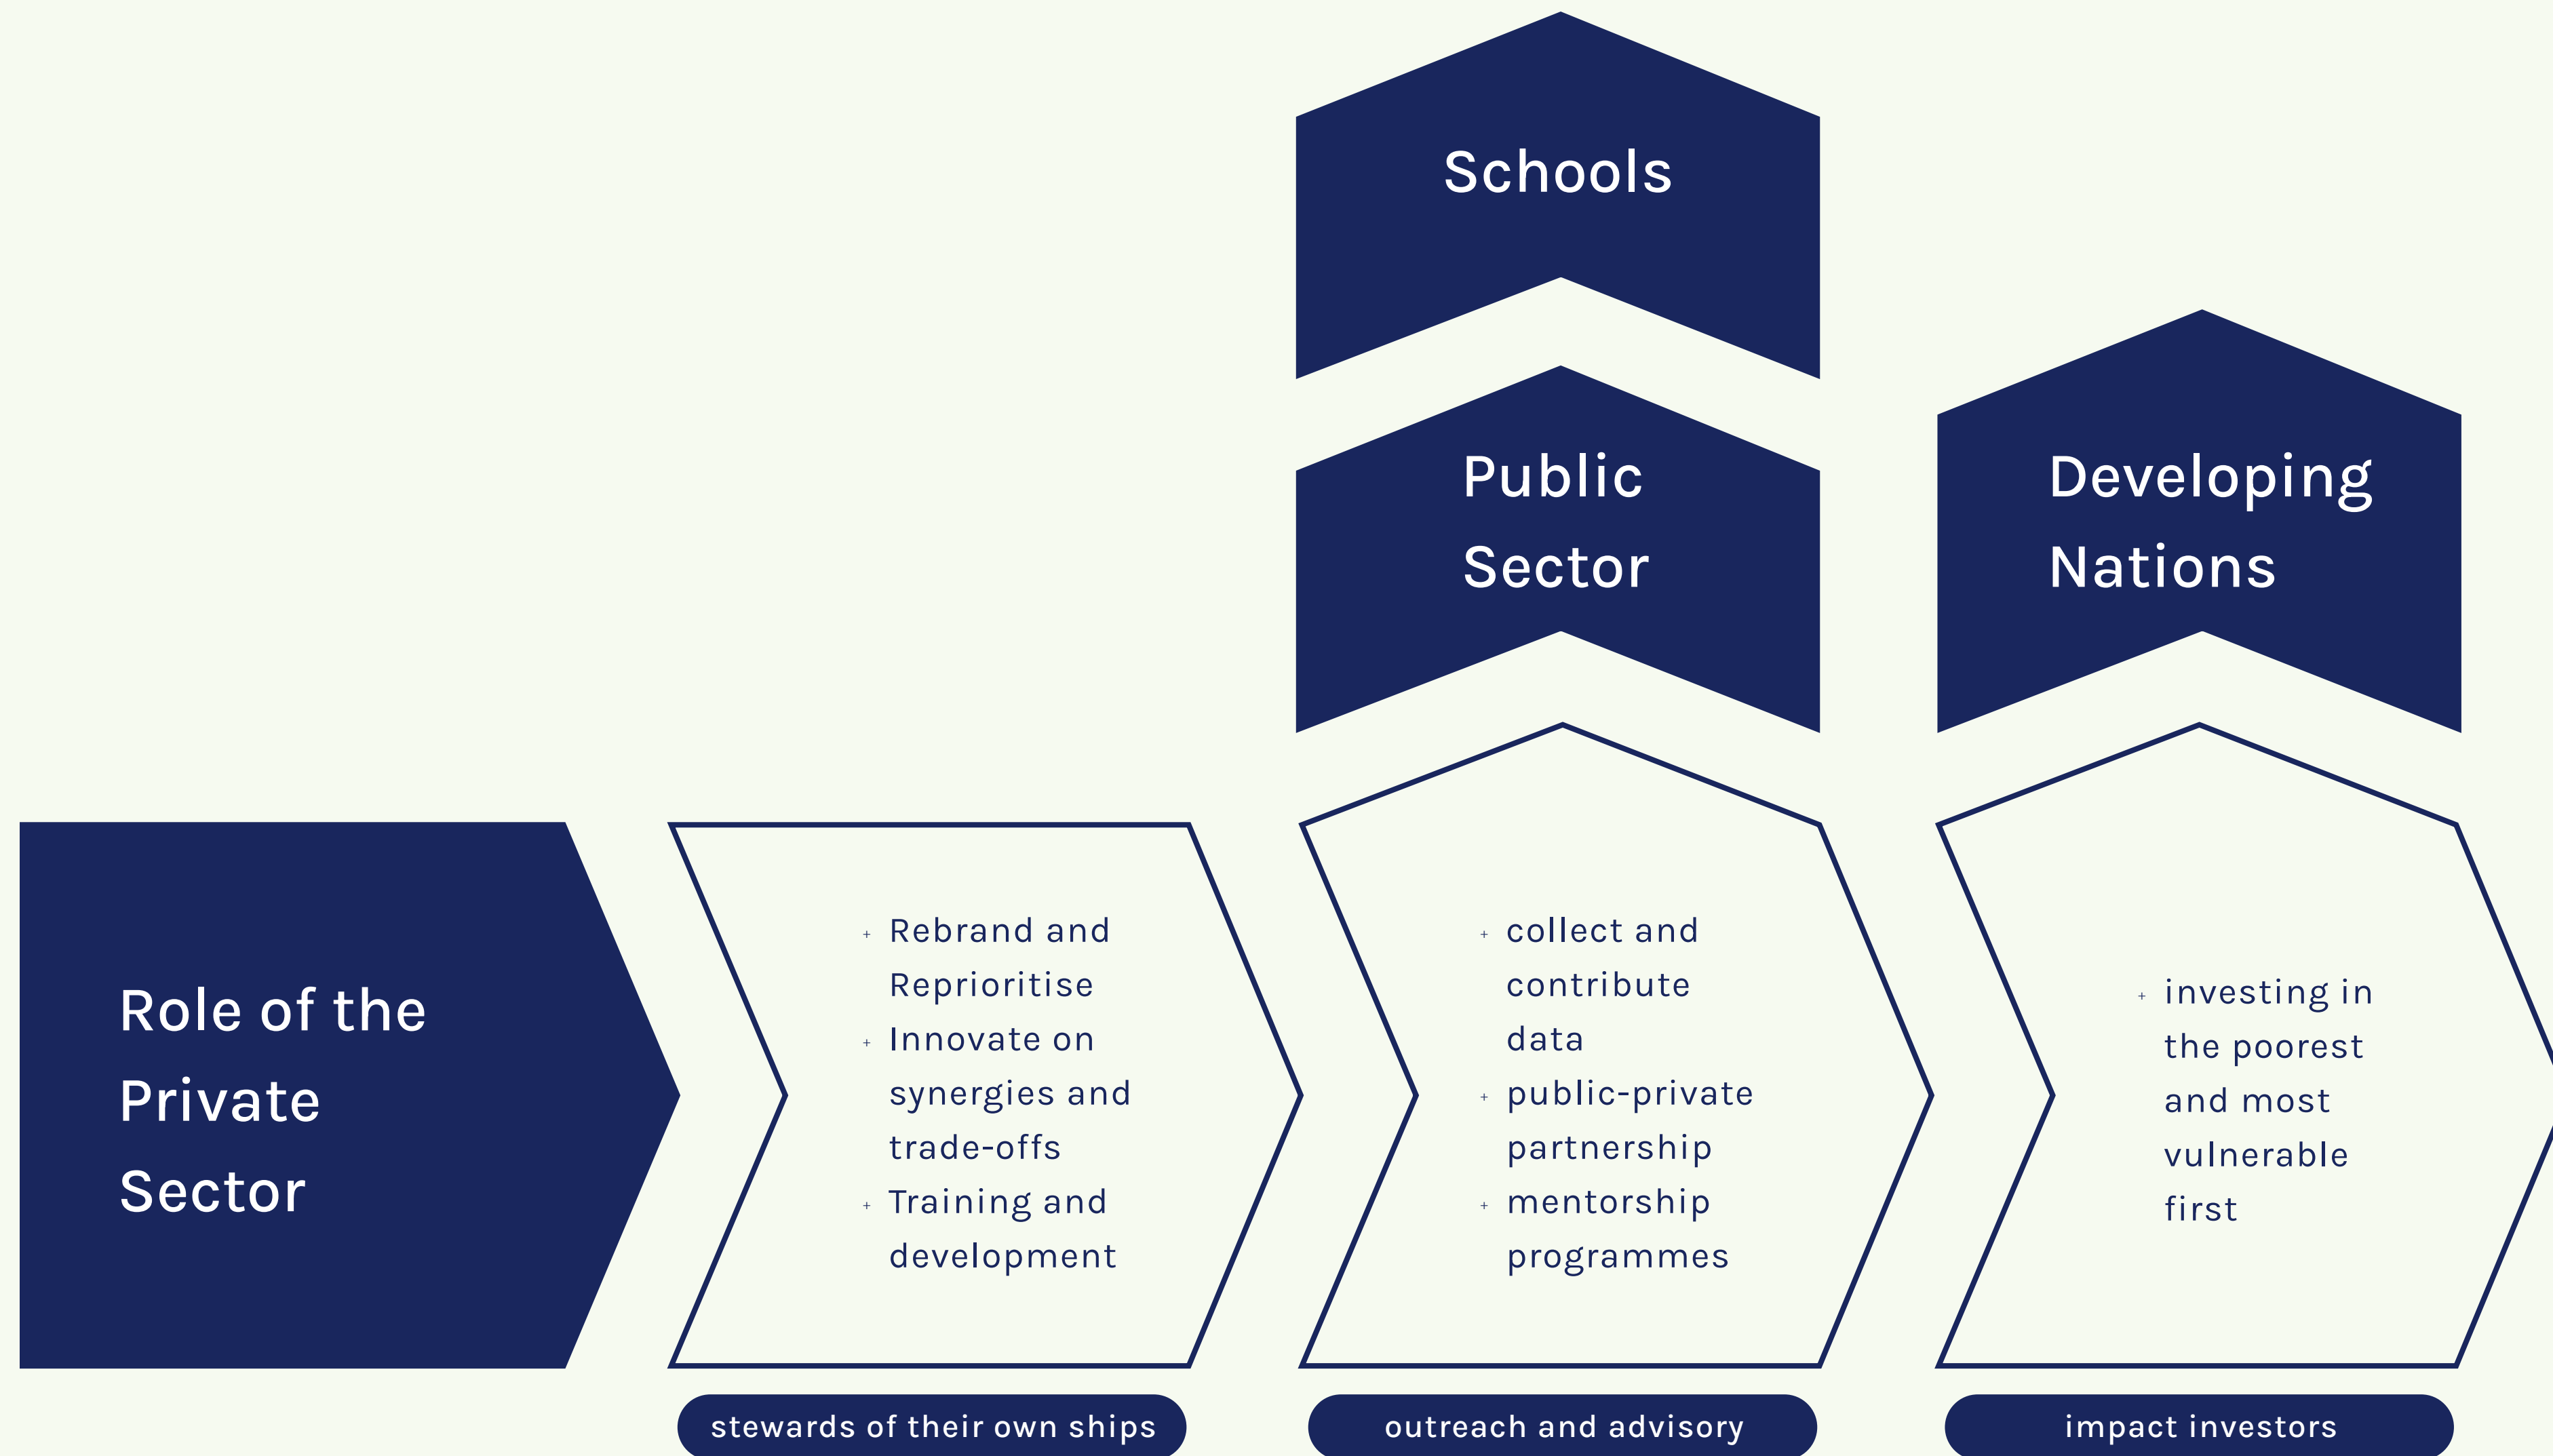 Schools
Public
Sector
Developing
Nations
Role of the
Private
Sector
+ Rebrand and
Reprioritise
+ Innovate on
synergies and
trade-offs
+ Training and
development
stewards of their own ships
+ collect and
contribute
data
+ public-private
partnership
+ mentorship
programmes
outreach and advisory
+ investing in
the poorest
and most
vulnerable
first
impact investors